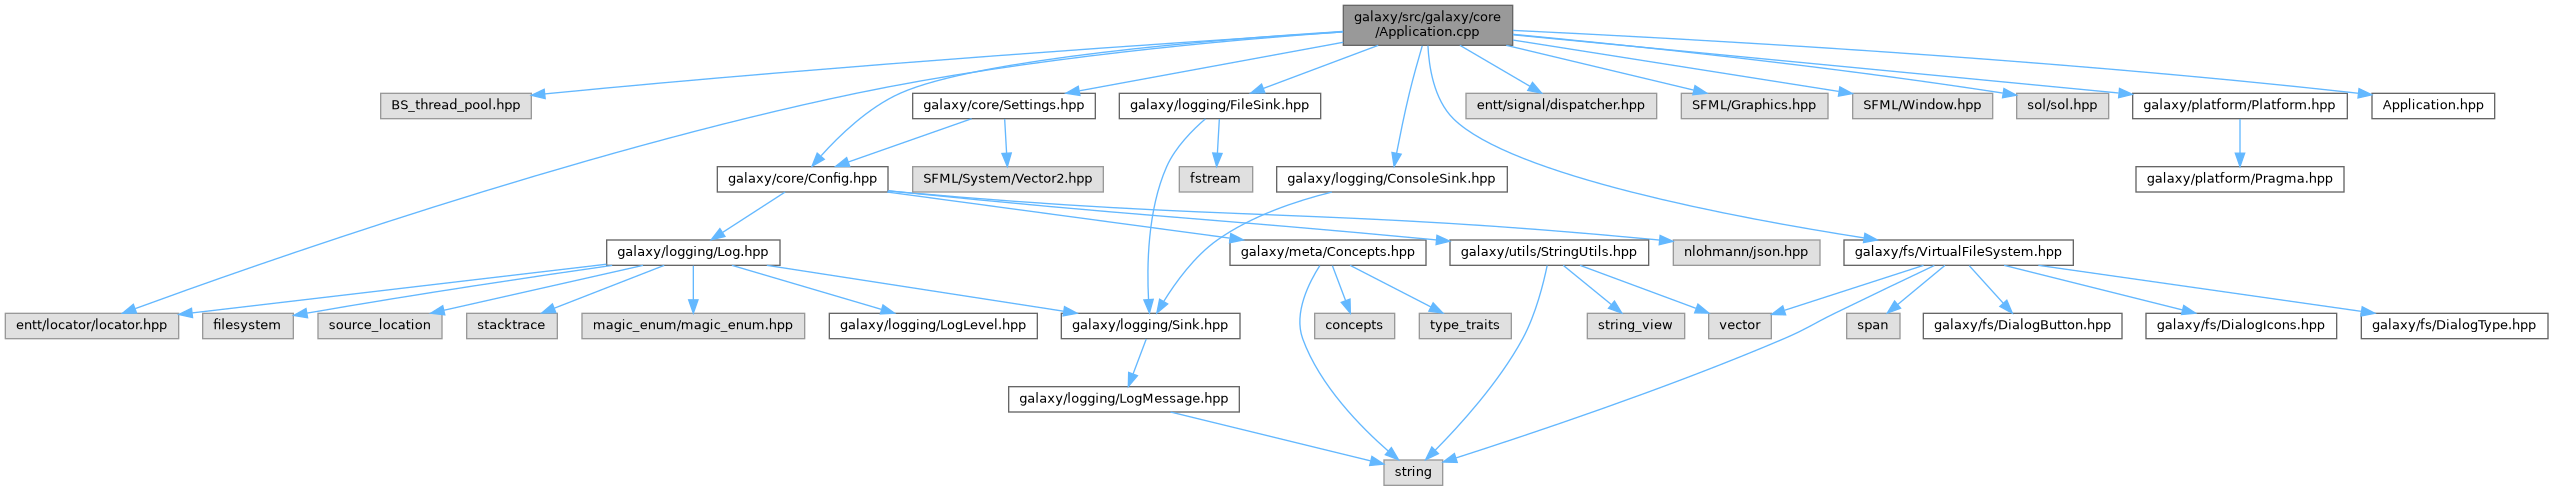 galaxy/src/galaxy/core
/Application.cpp
BS_thread_pool.hpp
galaxy/core/Settings.hpp
galaxy/logging/FileSink.hpp
entt/signal/dispatcher.hpp
SFML/Graphics.hpp
SFML/Window.hpp
sol/sol.hpp
galaxy/platform/Platform.hpp
Application.hpp
galaxy/core/Config.hpp
SFML/System/Vector2.hpp
fstream
galaxy/logging/ConsoleSink.hpp
galaxy/platform/Pragma.hpp
galaxy/logging/Log.hpp
galaxy/meta/Concepts.hpp
galaxy/utils/StringUtils.hpp
nlohmann/json.hpp
galaxy/fs/VirtualFileSystem.hpp
entt/locator/locator.hpp
filesystem
source_location
stacktrace
magic_enum/magic_enum.hpp
galaxy/logging/LogLevel.hpp
galaxy/logging/Sink.hpp
concepts
type_traits
string_view
vector
span
galaxy/fs/DialogButton.hpp
galaxy/fs/DialogIcons.hpp
galaxy/fs/DialogType.hpp
galaxy/logging/LogMessage.hpp
string